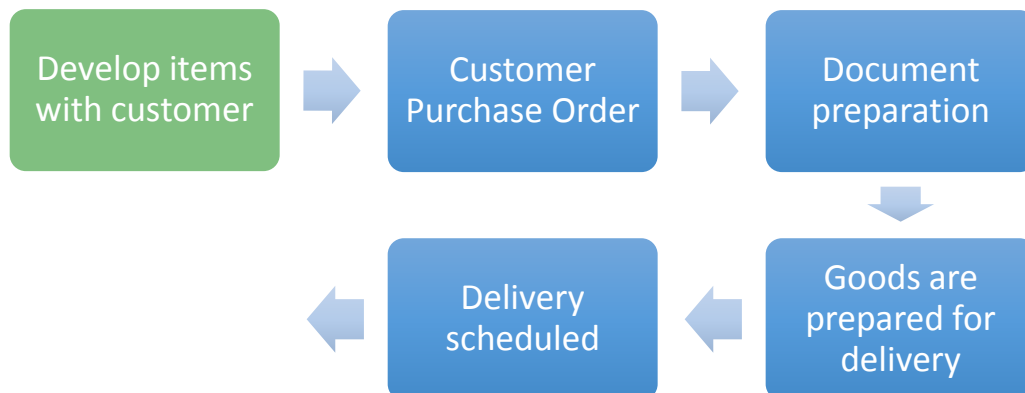 Develop items
with customer
Customer
Purchase Order
Document
preparation
Goods are
prepared for
delivery
Delivery
scheduled